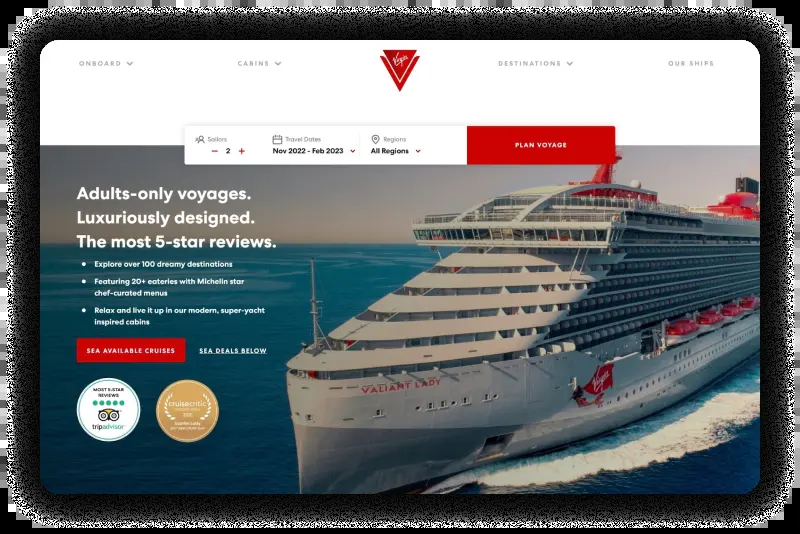 ONBOARD
CABINS
Virgin
DESTINATIONS
OUR SHIPS
Sailors
Travel Dates
Regions
2
Nov 2022 - Feb 2023
All Regions
PLAN VOYAGE
Adults-only voyages.
Luxuriously designed.
The most 5-star reviews.
Explore over 100 dreamy destinations
Featuring 20+ eateries with Michelin star
chef-curated menus
Relax and live it up in our modern, super-yacht
inspired cabins
SEA AVAILABLE CRUISES
SEA DEALS BELOW
MOST 5-STAR
REVIEWS
tripadvisor
cruisecritic
Scarlet Lady
VALIANT LADY
Virgin